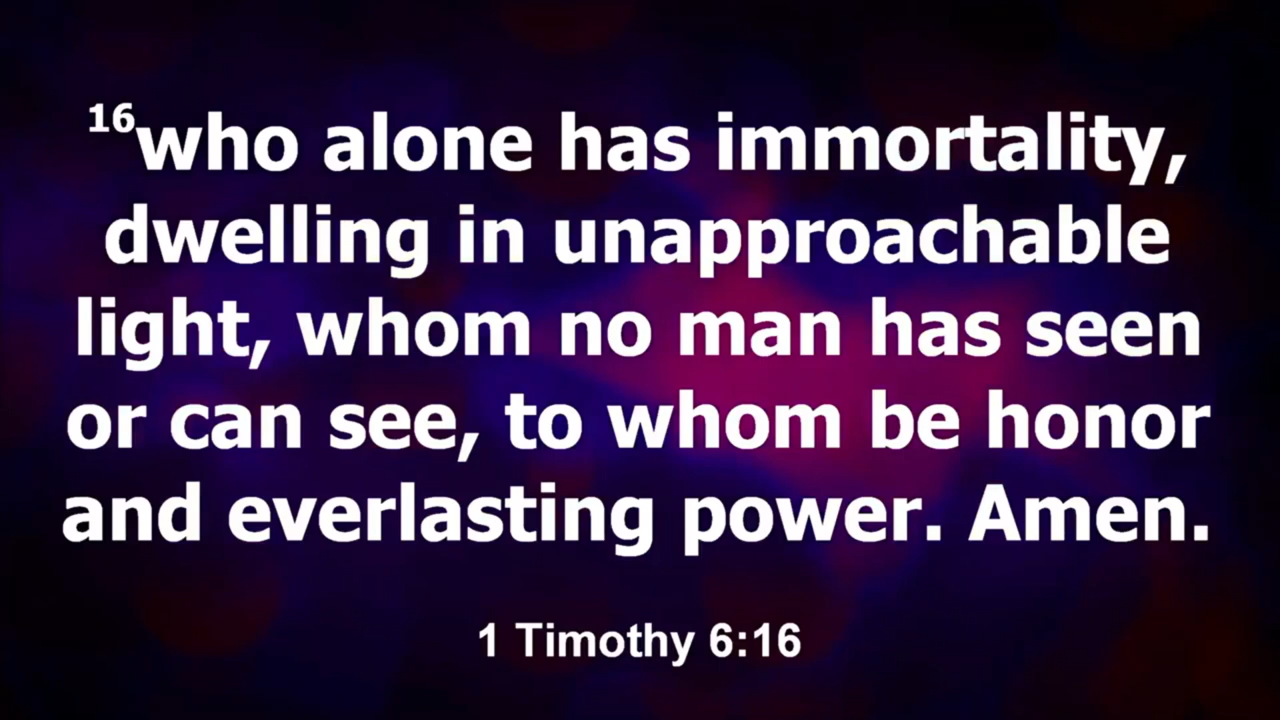 16who alone has immortality,
dwelling in unapproachable
light, whom no man has seen
or can see, to whom be honor
and everlasting power. Amen.
1 Timothy 6:16